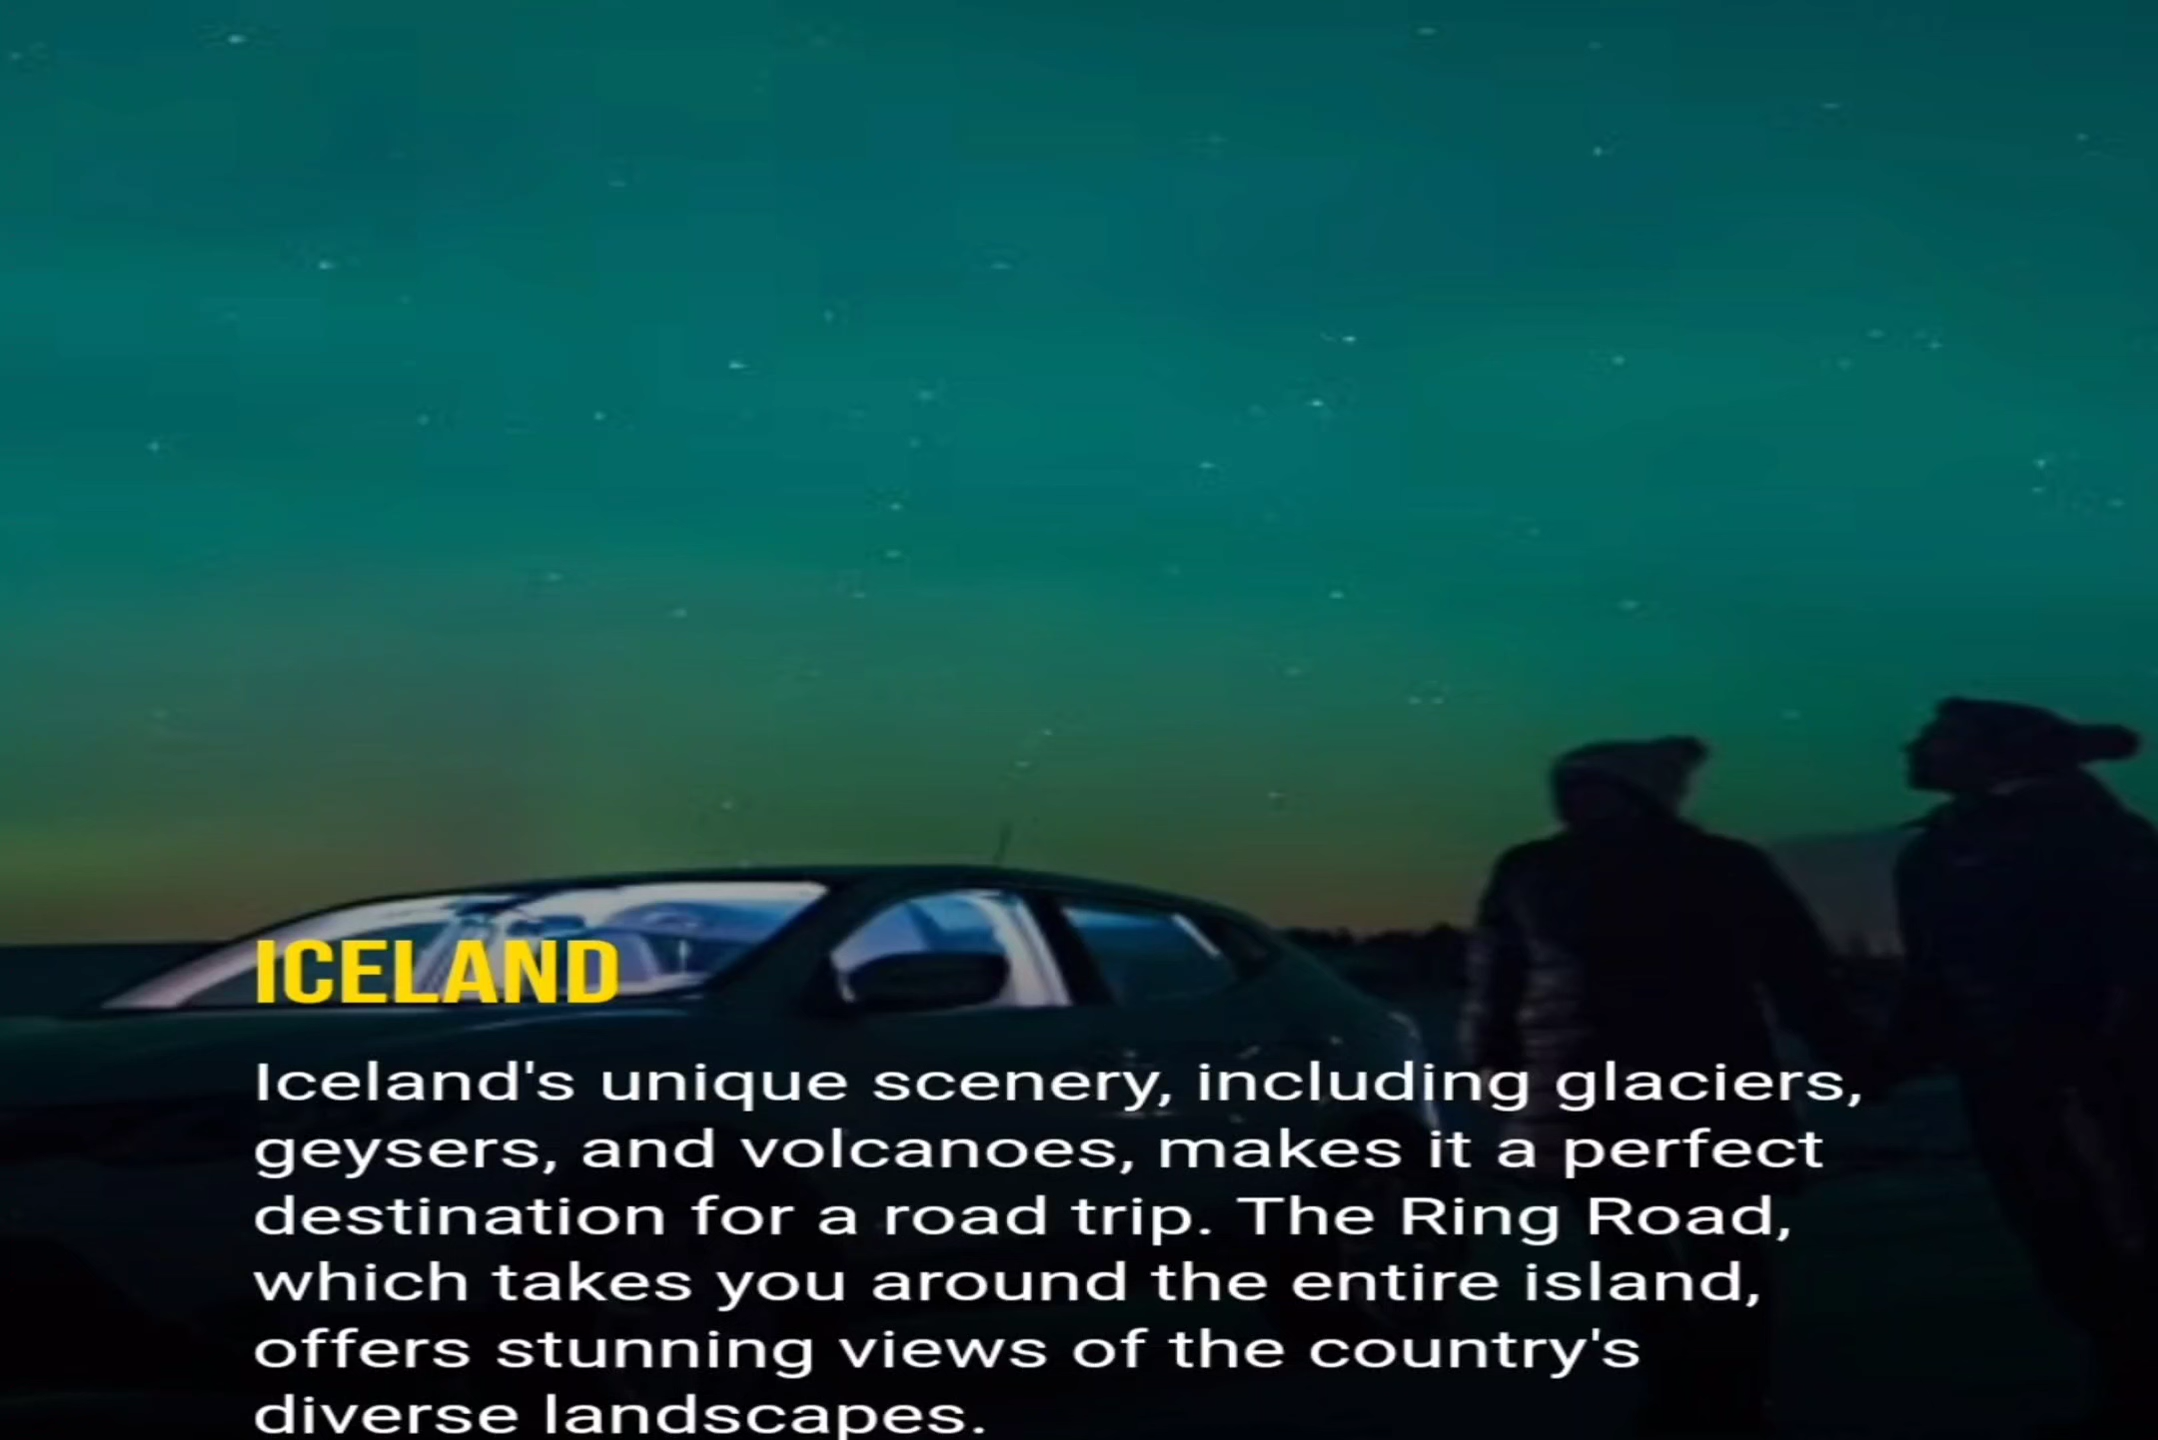 ICELAND
Iceland's unique scenery, including glaciers,
geysers, and volcanoes, makes it a perfect
destination for a road trip. The Ring Road,
which takes you around the entire island,
offers stunning views of the country's
diverse landscapes.